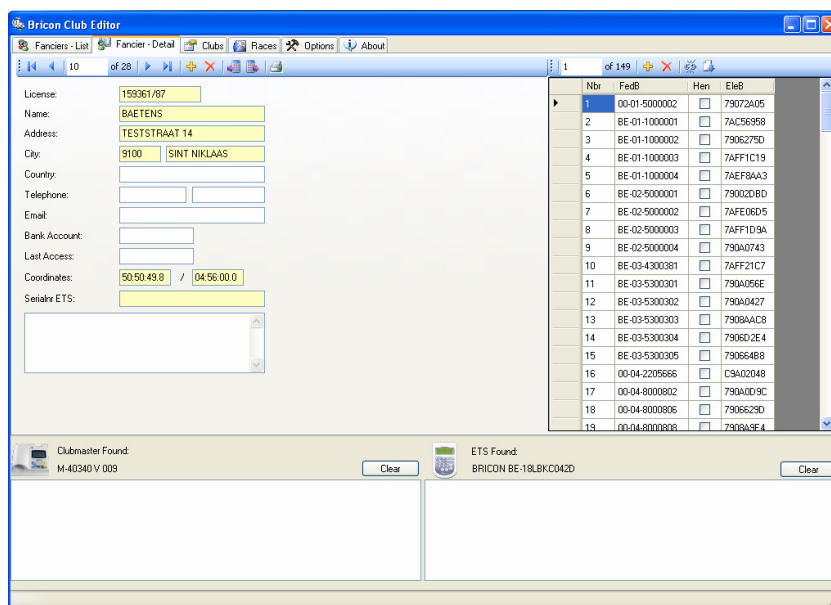 Bricon Club Editor
Fanciers - List Fancier - Detail Clubs Races Options About
10 of 28
1 of 149
License: 159361/87
Name: BAETENS
Address: TESTSTRAAT 14
City: 9100 SINT NIKLAAS
Country:
Telephone:
Email:
Bank Account:
Last Access:
Coordinates: 50:50:49.8 / 04:56:00.0
Serialnr ETS:
Nbr FedB Hen EleB
1 00-01-5000002 79072A05
2 BE-01-1000001 7AC56958
3 BE-01-1000002 7906275D
4 BE-01-1000003 7AFF1C19
5 BE-01-1000004 7AEF8AA3
6 BE-02-5000001 79002DBD
7 BE-02-5000002 7AFE06D5
8 BE-02-5000003 7AFF1D9A
9 BE-02-5000004 790A0743
10 BE-03-4300381 7AFF21C7
11 BE-03-5300301 790A056E
12 BE-03-5300302 790A0427
13 BE-03-5300303 7908AAC8
14 BE-03-5300304 7906D2E4
15 BE-03-5300305 790664B8
16 00-04-2205666 C9A02048
17 00-04-8000802 790A0D9C
18 00-04-8000806 7906629D
19 00-04-8000808 7908A9E4
Clubmaster Found:
M-40340 V 009
Clear
ETS Found:
BRICON BE-18LBKC042D
Clear